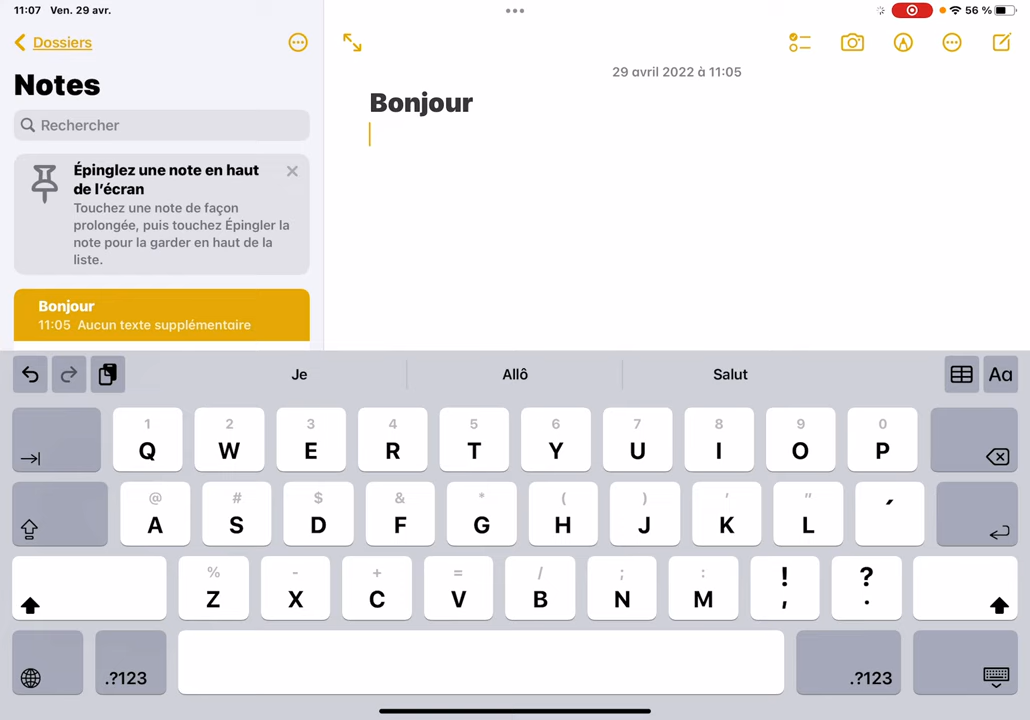 11:07 Ven. 29 avr.
56 %
Dossiers
Notes
Rechercher
Épinglez une note en haut
de l'écran
Touchez une note de façon
prolongée, puis touchez Épingler la
note pour la garder en haut de la
liste.
Bonjour
11:05 Aucun texte supplémentaire
29 avril 2022 à 11:05
Bonjour
Je Allô Salut
Aa
1 2 3 4 5 6 7 8 9 0
Q W E R T Y U I O P
@ # $ & * ( ) ' "
A S D F G H J K L ´
% - + = / ; : ! ?
Z X C V B N M , .
.?123 .?123